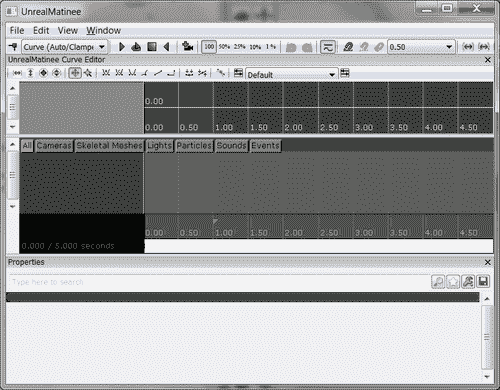 UnrealMatinee
File Edit View Window
Curve (Auto/Clampe 100 50% 25% 10% 1% 0.50
UnrealMatinee Curve Editor
Default
0.00
0.00 0.50 1.00 1.50 2.00 2.50 3.00 3.50 4.00 4.50
All Cameras Skeletal Meshes Lights Particles Sounds Events
0.00 0.50 1.00 1.50 2.00 2.50 3.00 3.50 4.00 4.50
0.000 / 5.000 seconds
Properties
Type here to search